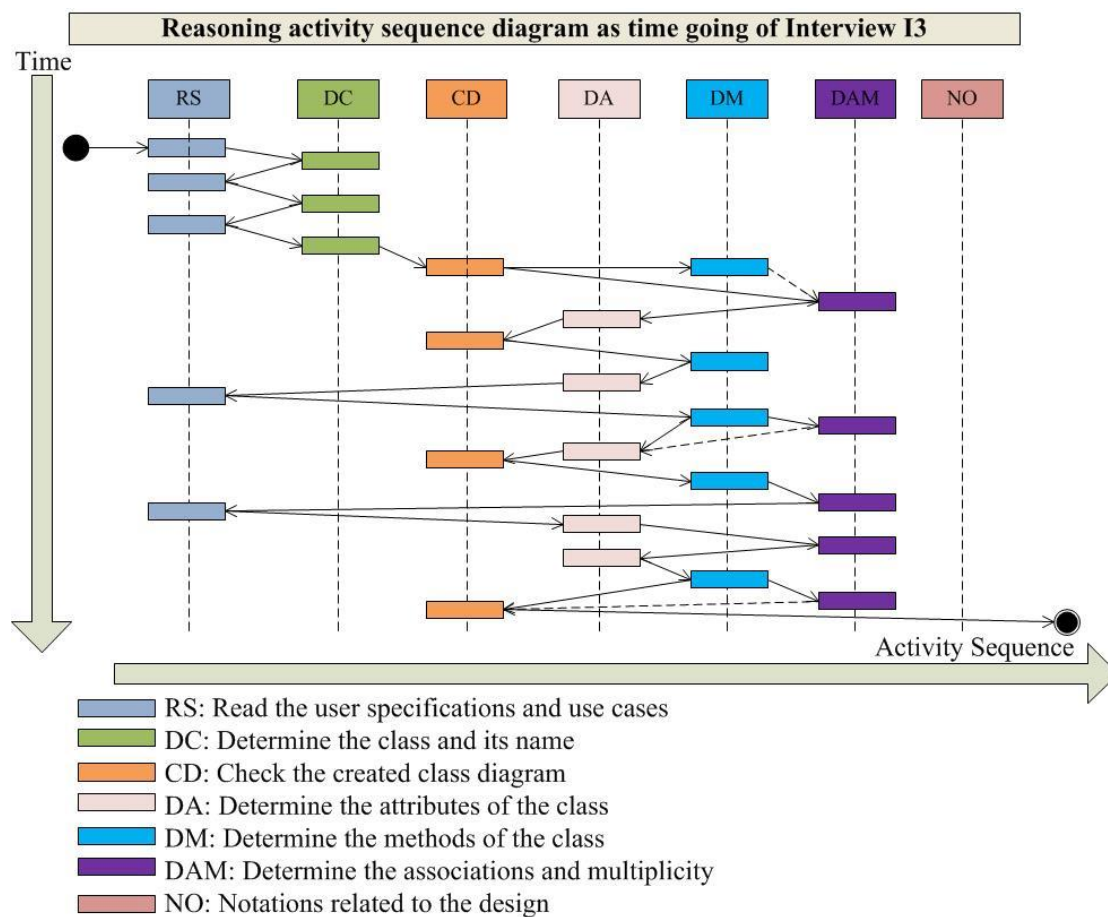 Reasoning activity sequence diagram as time going of Interview I3
Time
RS
DC
CD
DA
DM
DAM
NO
Activity Sequence
RS: Read the user specifications and use cases
DC: Determine the class and its name
CD: Check the created class diagram
DA: Determine the attributes of the class
DM: Determine the methods of the class
DAM: Determine the associations and multiplicity
NO: Notations related to the design